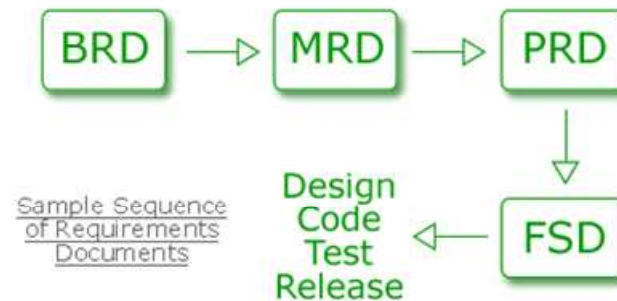 BRD
MRD
PRD
FSD
Design
Code
Test
Release
Sample Sequence
of Requirements
Documents